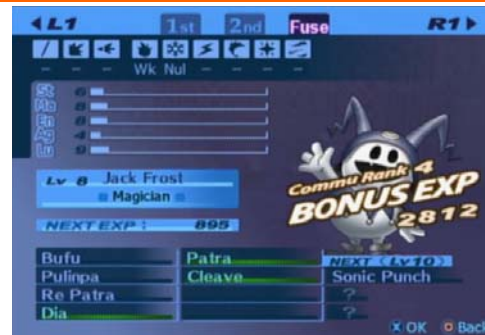 L1 1st 2nd Fuse R1
- - - Wk Nul - - - -
St 6
Ma 8
En 8
Ag 4
Lu 9
Lv 8 Jack Frost
Magician
NEXT EXP : 895
Commu Rank 4
BONUS EXP
2812
Bufu Patra NEXT (Lv10)
Pulinpa Cleave Sonic Punch
Re Patra ?
Dia ?
OK Back